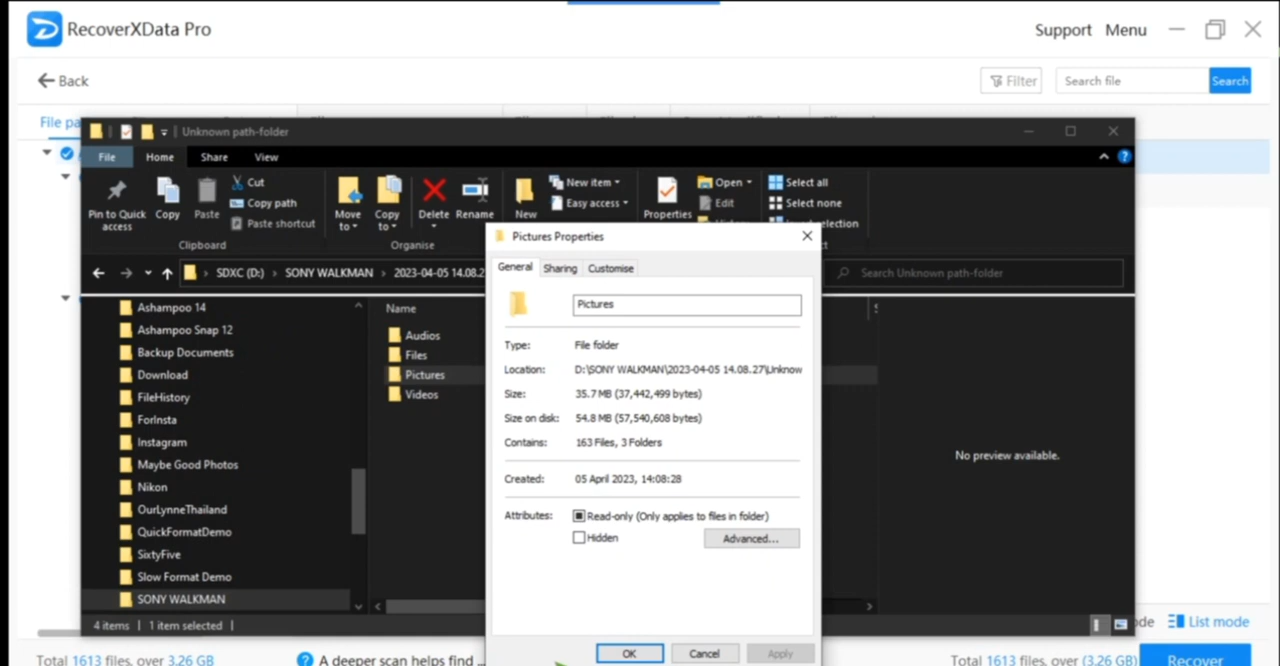 RecoverXData Pro
Support Menu
Back
Filter
Search file
Search
File pa
Unknown path-folder
File Home Share View
Pin to Quick access
Copy
Paste
Cut
Copy path
Paste shortcut
Clipboard
Move to
Copy to
Delete
Rename
Organise
New
New item
Easy access
Properties
Open
Edit
Select all
Select none
SDXC (D:) > SONY WALKMAN > 2023-04-05 14.08.2
Search Unknown path-folder
Ashampoo 14
Ashampoo Snap 12
Backup Documents
Download
FileHistory
ForInsta
Instagram
Maybe Good Photos
Nikon
OurLynneThailand
QuickFormatDemo
SixtyFive
Slow Format Demo
SONY WALKMAN
Name
Audios
Files
Pictures
Videos
No preview available.
4 items | 1 item selected |
Pictures Properties
General Sharing Customise
Pictures
Type: File folder
Location: D:\SONY WALKMAN\2023-04-05 14.08.27\Unknow
Size: 35.7 MB (37,442,499 bytes)
Size on disk: 54.8 MB (57,540,608 bytes)
Contains: 163 Files, 3 Folders
Created: 05 April 2023, 14:08:28
Attributes: Read-only (Only applies to files in folder)
Hidden
Advanced...
OK Cancel Apply
ode List mode
Total 1613 files, over 3.26 GB
A deeper scan helps find ...
Total 1613 files, over (3.26 GB)
Recover